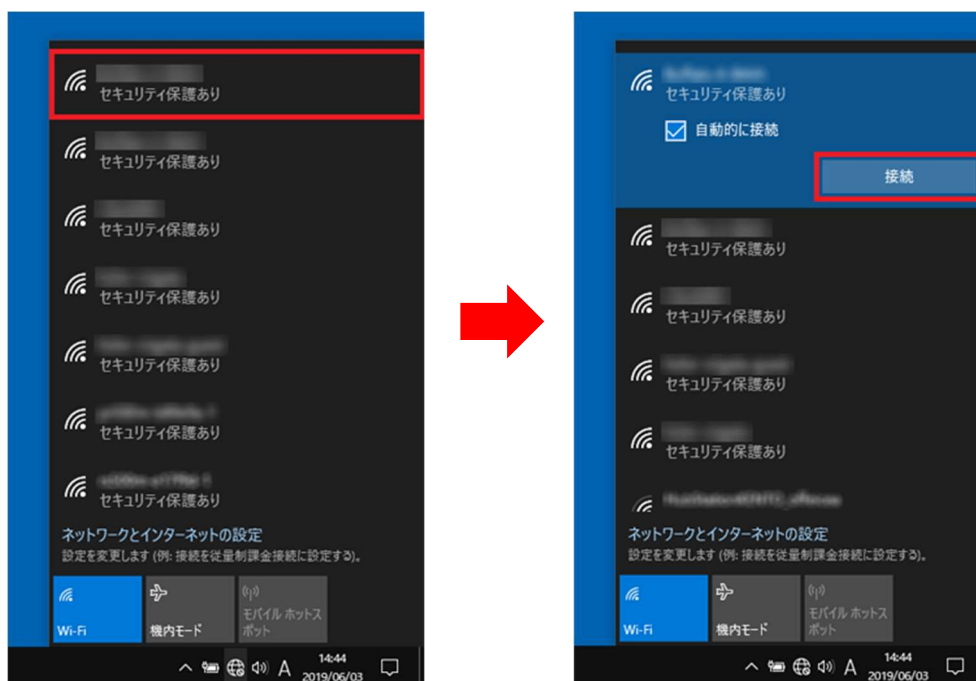 セキュリティ保護あり
セキュリティ保護あり
セキュリティ保護あり
セキュリティ保護あり
セキュリティ保護あり
セキュリティ保護あり
セキュリティ保護あり
ネットワークとインターネットの設定
設定を変更します (例: 接続を従量制課金接続に設定する)。
Wi-Fi
機内モード
モバイル ホットス
ポット
A
14:44
2019/06/03
セキュリティ保護あり
自動的に接続
接続
セキュリティ保護あり
セキュリティ保護あり
セキュリティ保護あり
セキュリティ保護あり
ネットワークとインターネットの設定
設定を変更します (例: 接続を従量制課金接続に設定する)。
Wi-Fi
機内モード
モバイル ホットス
ポット
A
14:44
2019/06/03